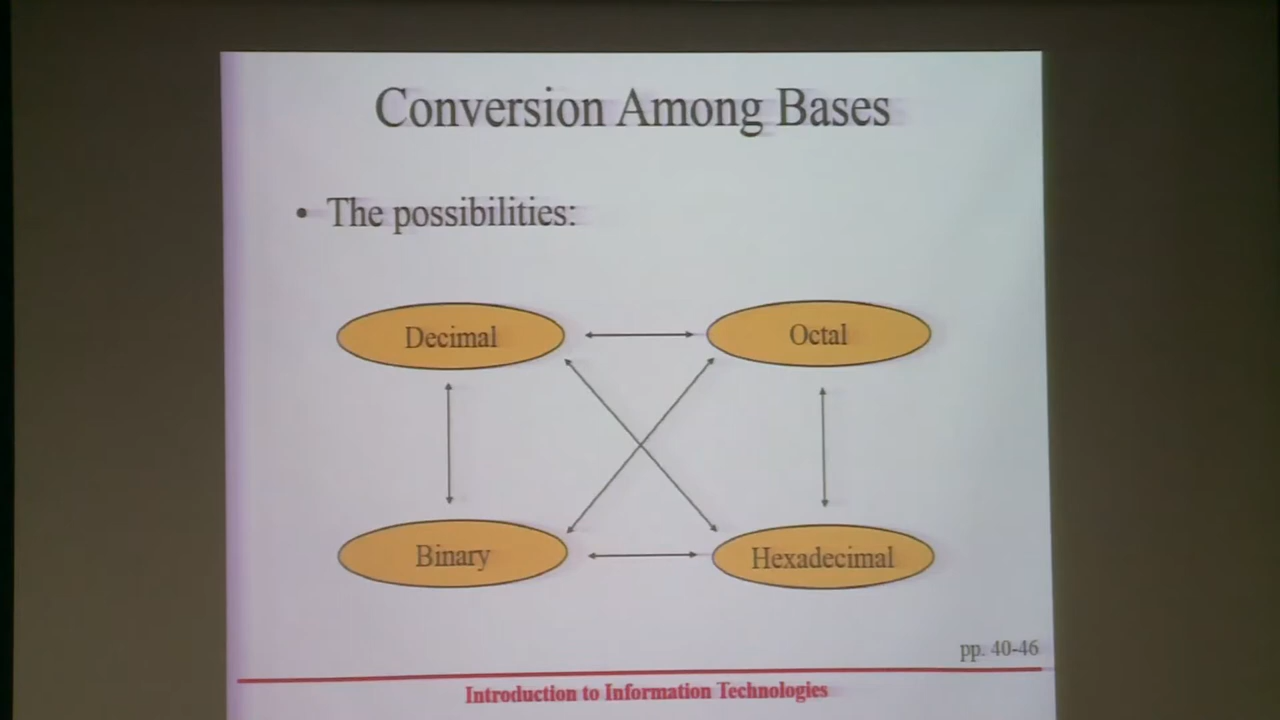 Conversion Among Bases
• The possibilities:
Decimal
Octal
Binary
Hexadecimal
pp. 40-46
Introduction to Information Technologies